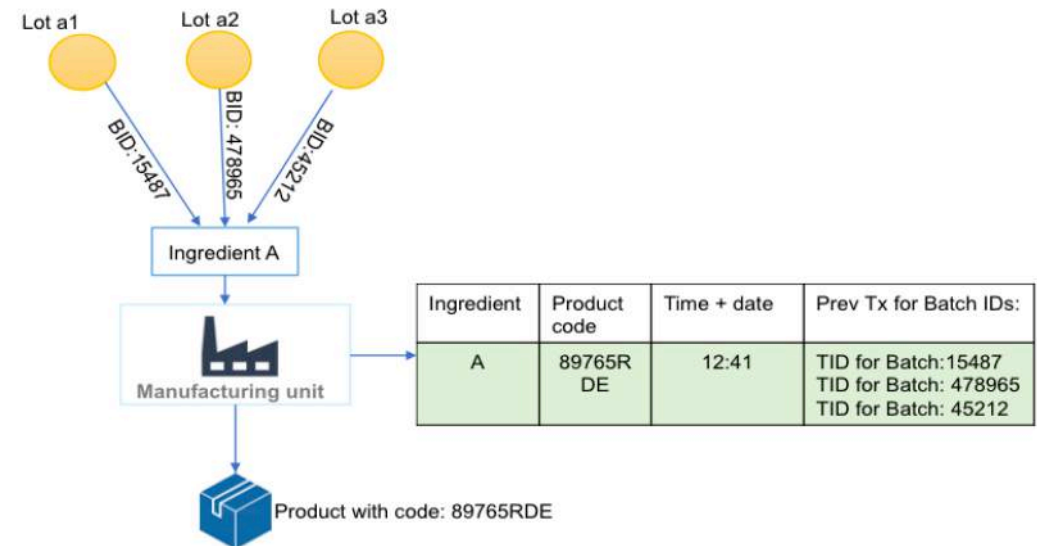 Lot a1
Lot a2
Lot a3
BID:15487
BID: 478965
BID:45212
Ingredient A
Manufacturing unit
Ingredient
Product
code
Time + date
Prev Tx for Batch IDs:
A
89765R
DE
12:41
TID for Batch:15487
TID for Batch: 478965
TID for Batch: 45212
Product with code: 89765RDE